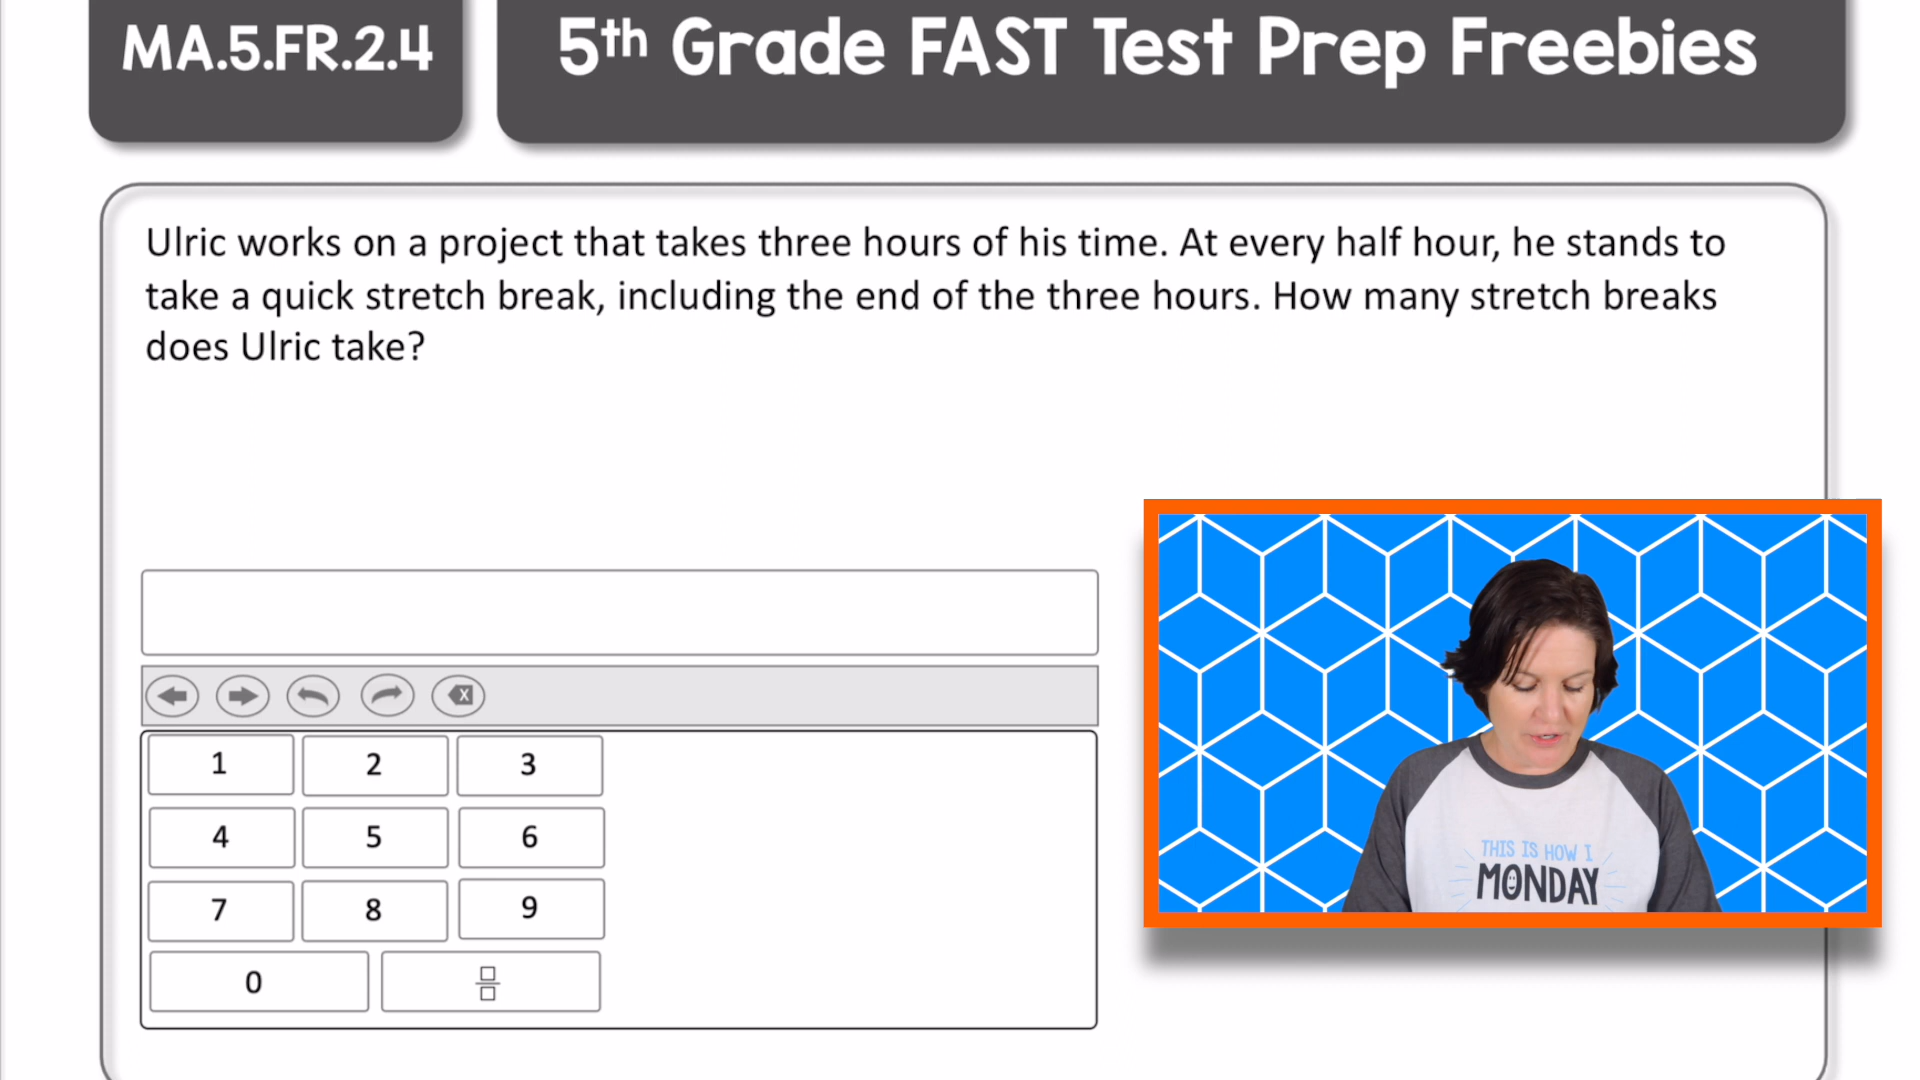 MA.5.FR.2.4
5th Grade FAST Test Prep Freebies
Ulric works on a project that takes three hours of his time. At every half hour, he stands to
take a quick stretch break, including the end of the three hours. How many stretch breaks
does Ulric take?
X
1 2 3
4 5 6
7 8 9
0
THIS IS HOW I
MONDAY